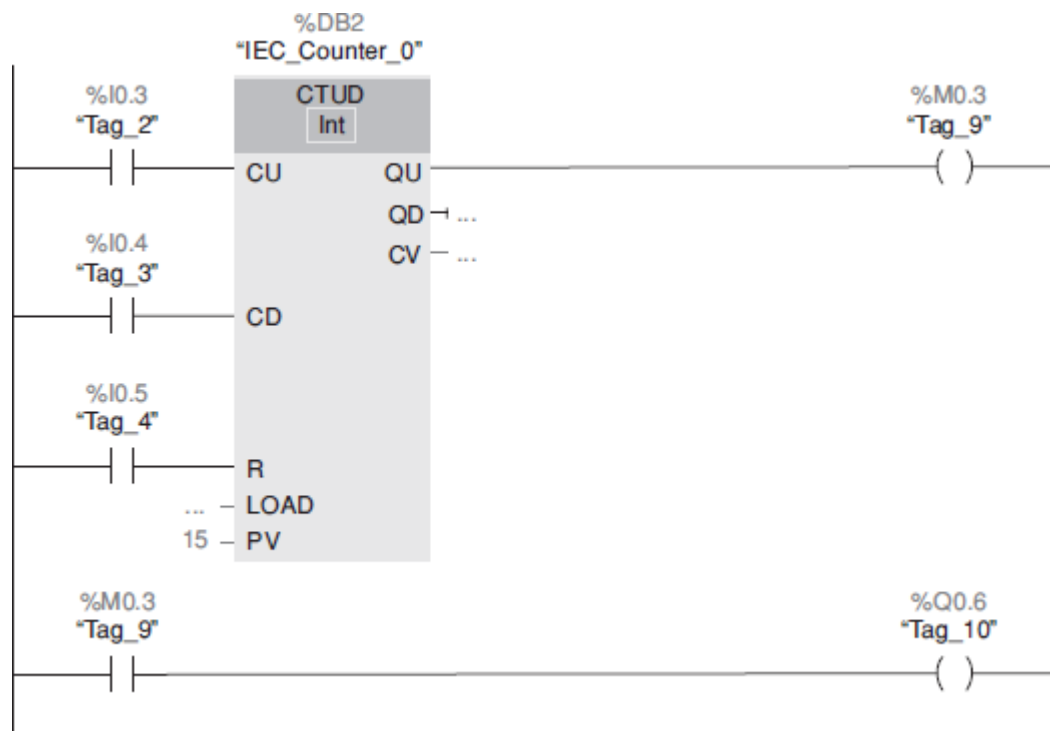 %DB2
“IEC_Counter_0”
%I0.3
“Tag_2”
CTUD
Int
%M0.3
“Tag_9”
CU
QU
QD
...
CV
...
%I0.4
“Tag_3”
CD
%I0.5
“Tag_4”
R
...
LOAD
15
PV
%M0.3
“Tag_9”
%Q0.6
“Tag_10”